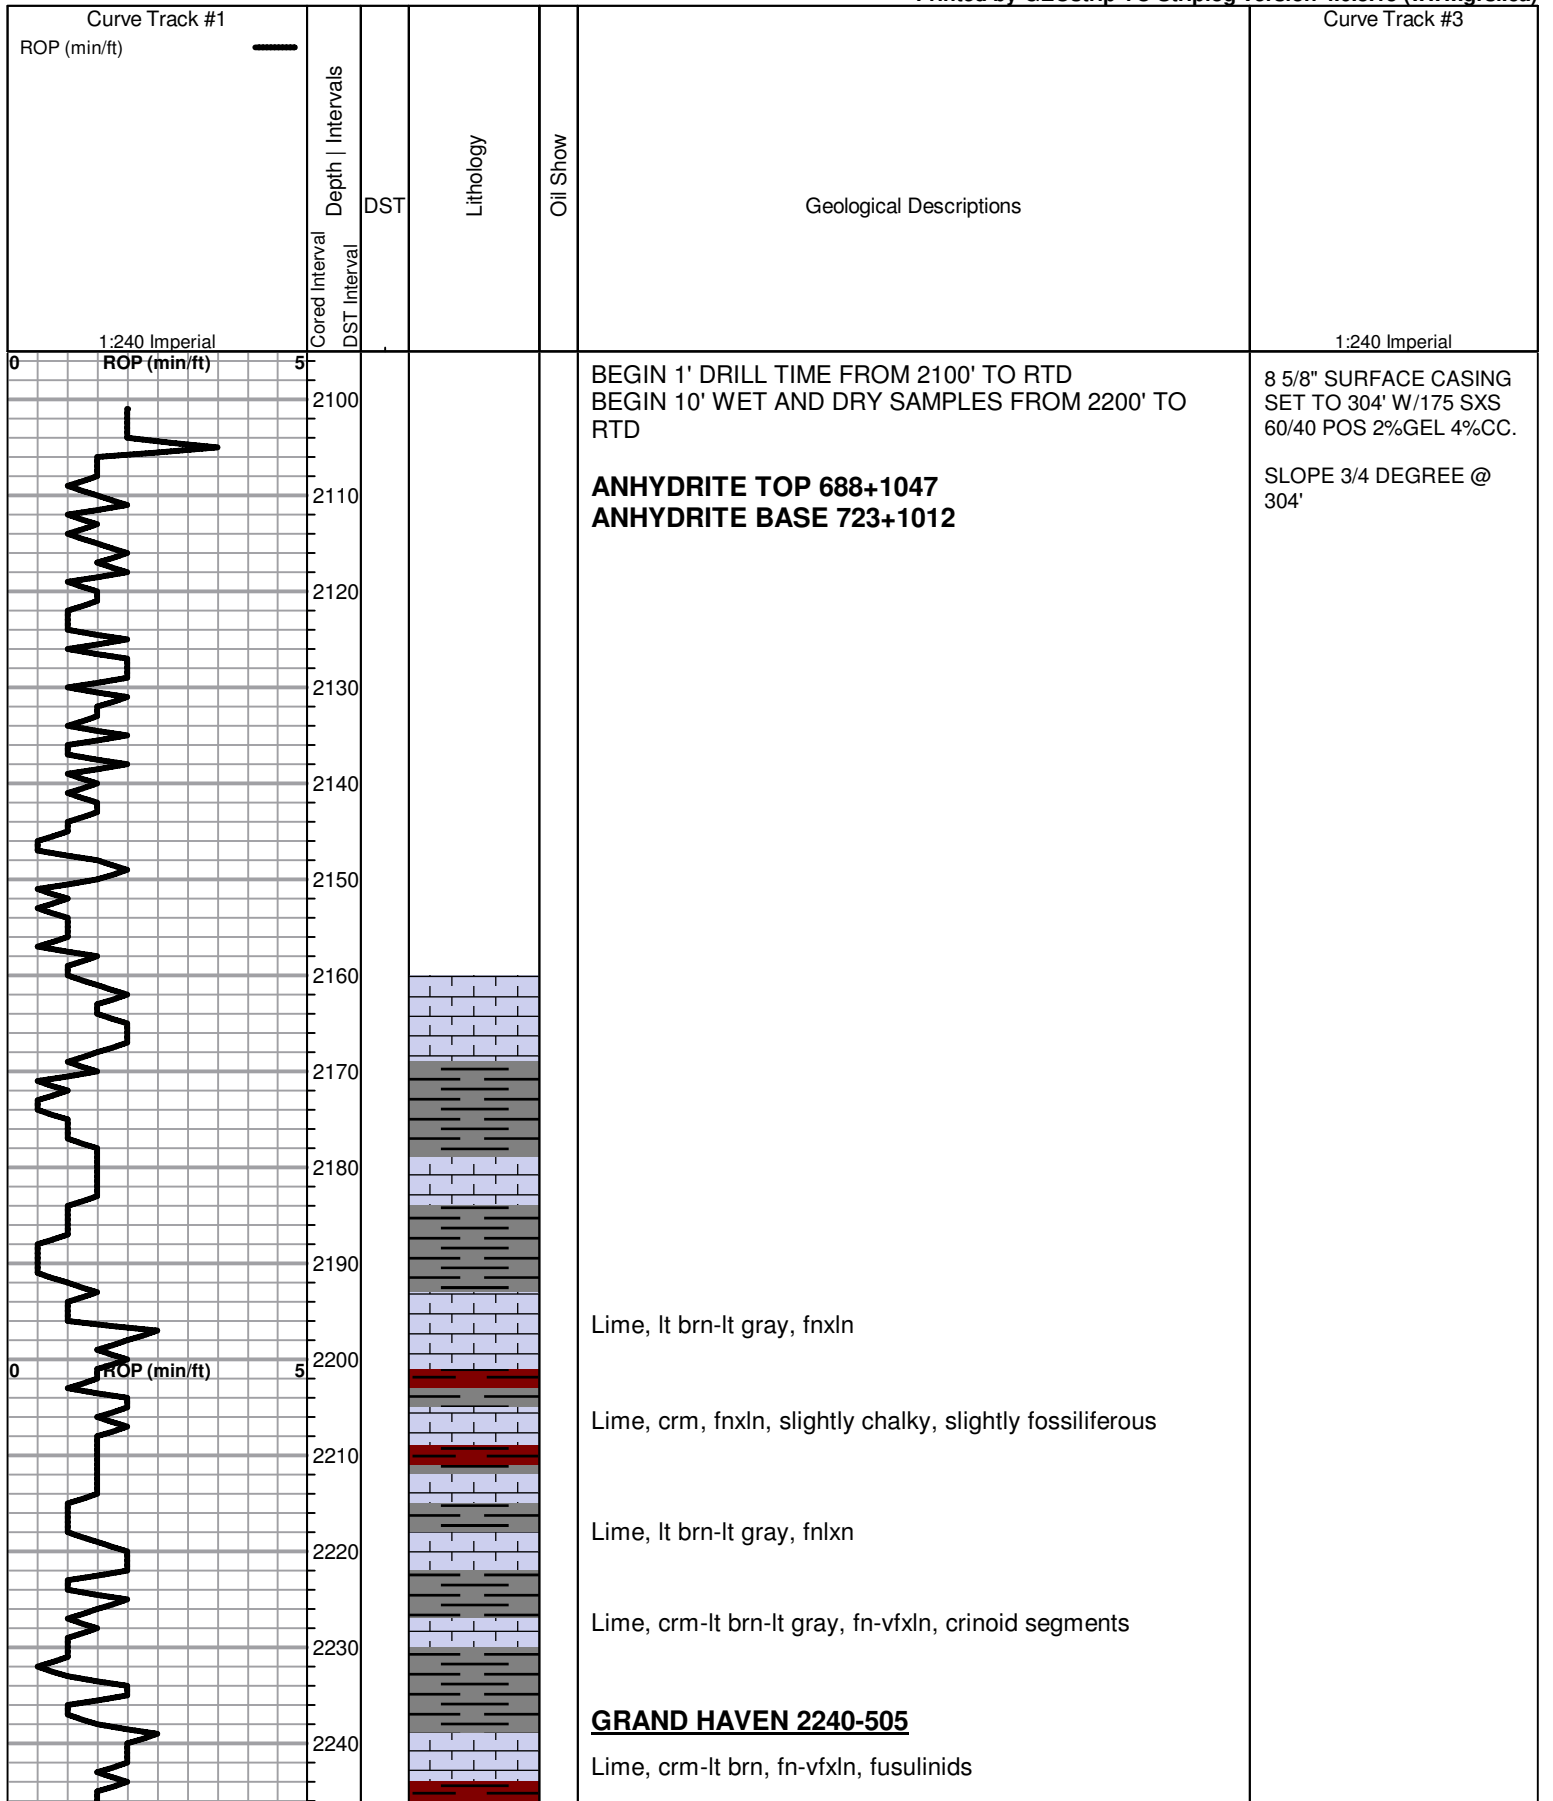 Curve Track #1
ROP (min/ft)
1:240 Imperial
Depth | Intervals
Cored Interval
DST Interval
DST
Lithology
Oil Show
Geological Descriptions
Curve Track #3
1:240 Imperial
0 ROP (min/ft) 5
2100
2110
2120
2130
2140
2150
2160
2170
2180
2190
2200
0 ROP (min/ft) 5
2210
2220
2230
2240
BEGIN 1' DRILL TIME FROM 2100' TO RTD
BEGIN 10' WET AND DRY SAMPLES FROM 2200' TO
RTD
ANHYDRITE TOP 688+1047
ANHYDRITE BASE 723+1012
Lime, lt brn-lt gray, fnxln
Lime, crm, fnxln, slightly chalky, slightly fossiliferous
Lime, lt brn-lt gray, fnlxn
Lime, crm-lt brn-lt gray, fn-vfxln, crinoid segments
GRAND HAVEN 2240-505
Lime, crm-lt brn, fn-vfxln, fusulinids
8 5/8" SURFACE CASING
SET TO 304' W/175 SXS
60/40 POS 2%GEL 4%CC.
SLOPE 3/4 DEGREE @
304'